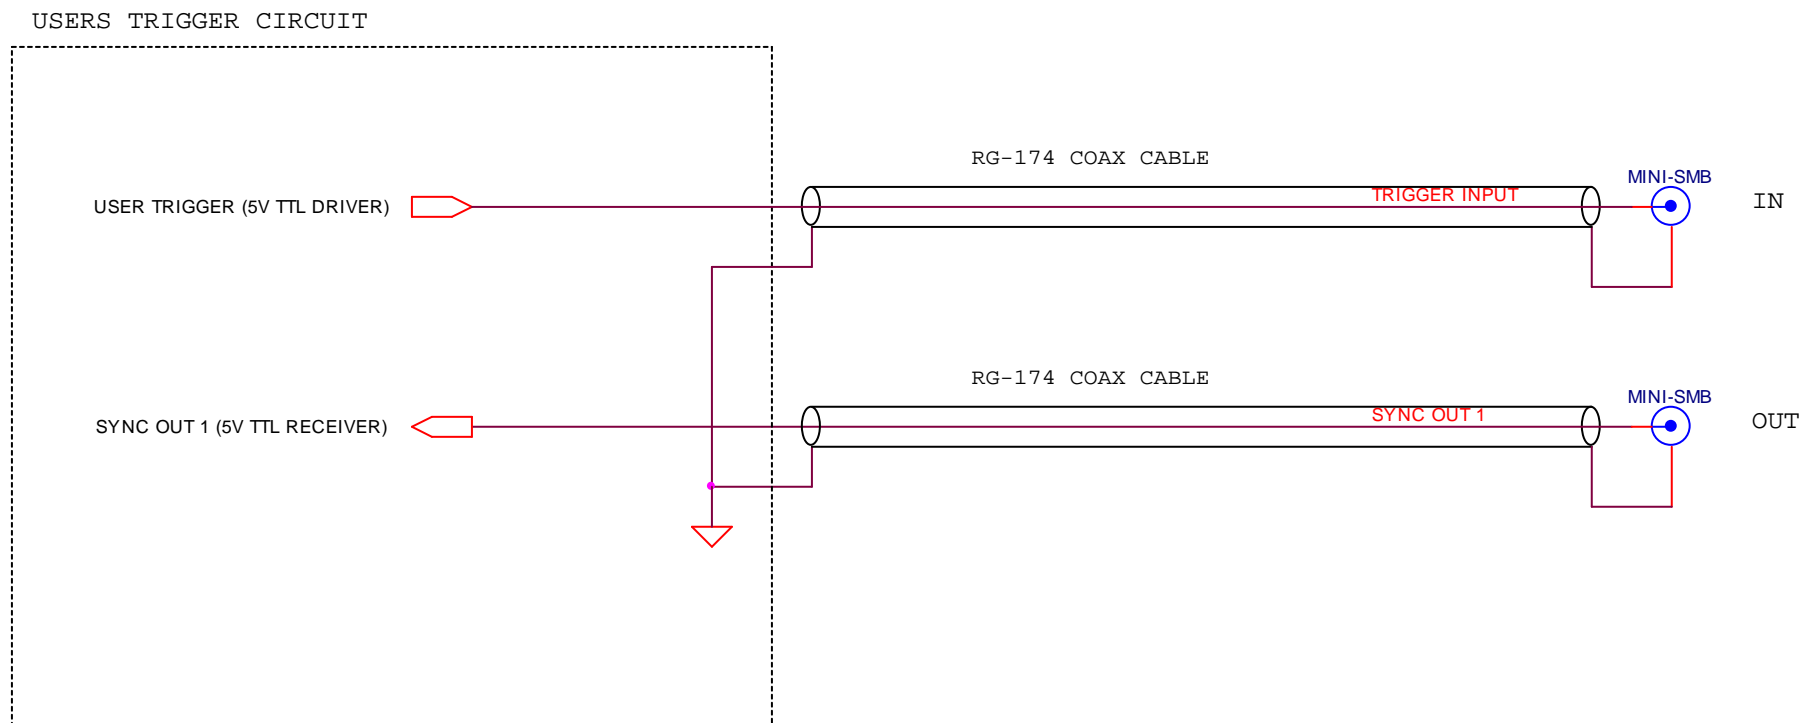 USERS TRIGGER CIRCUIT
RG-174 COAX CABLE
MINI-SMB
TRIGGER INPUT
IN
USER TRIGGER (5V TTL DRIVER)
RG-174 COAX CABLE
MINI-SMB
SYNC OUT 1
OUT
SYNC OUT 1 (5V TTL RECEIVER)